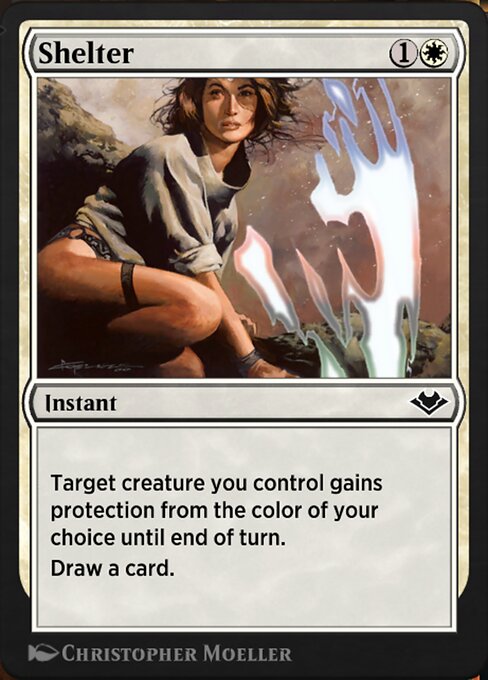 Shelter 1
Instant
Target creature you control gains
protection from the color of your
choice until end of turn.
Draw a card.
Christopher Moeller